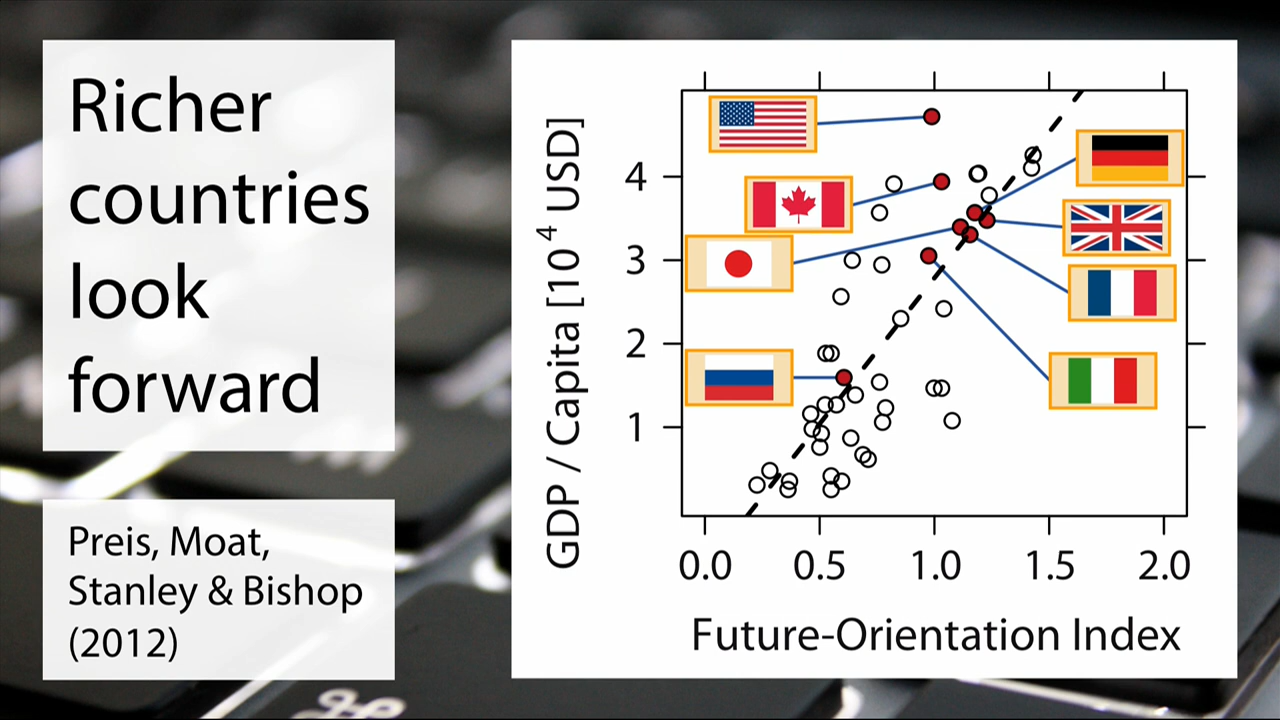 Richer
countries
look
forward
Preis, Moat,
Stanley & Bishop
(2012)
GDP / Capita [10⁴ USD]
4
3
2
1
0.0 0.5 1.0 1.5 2.0
Future-Orientation Index